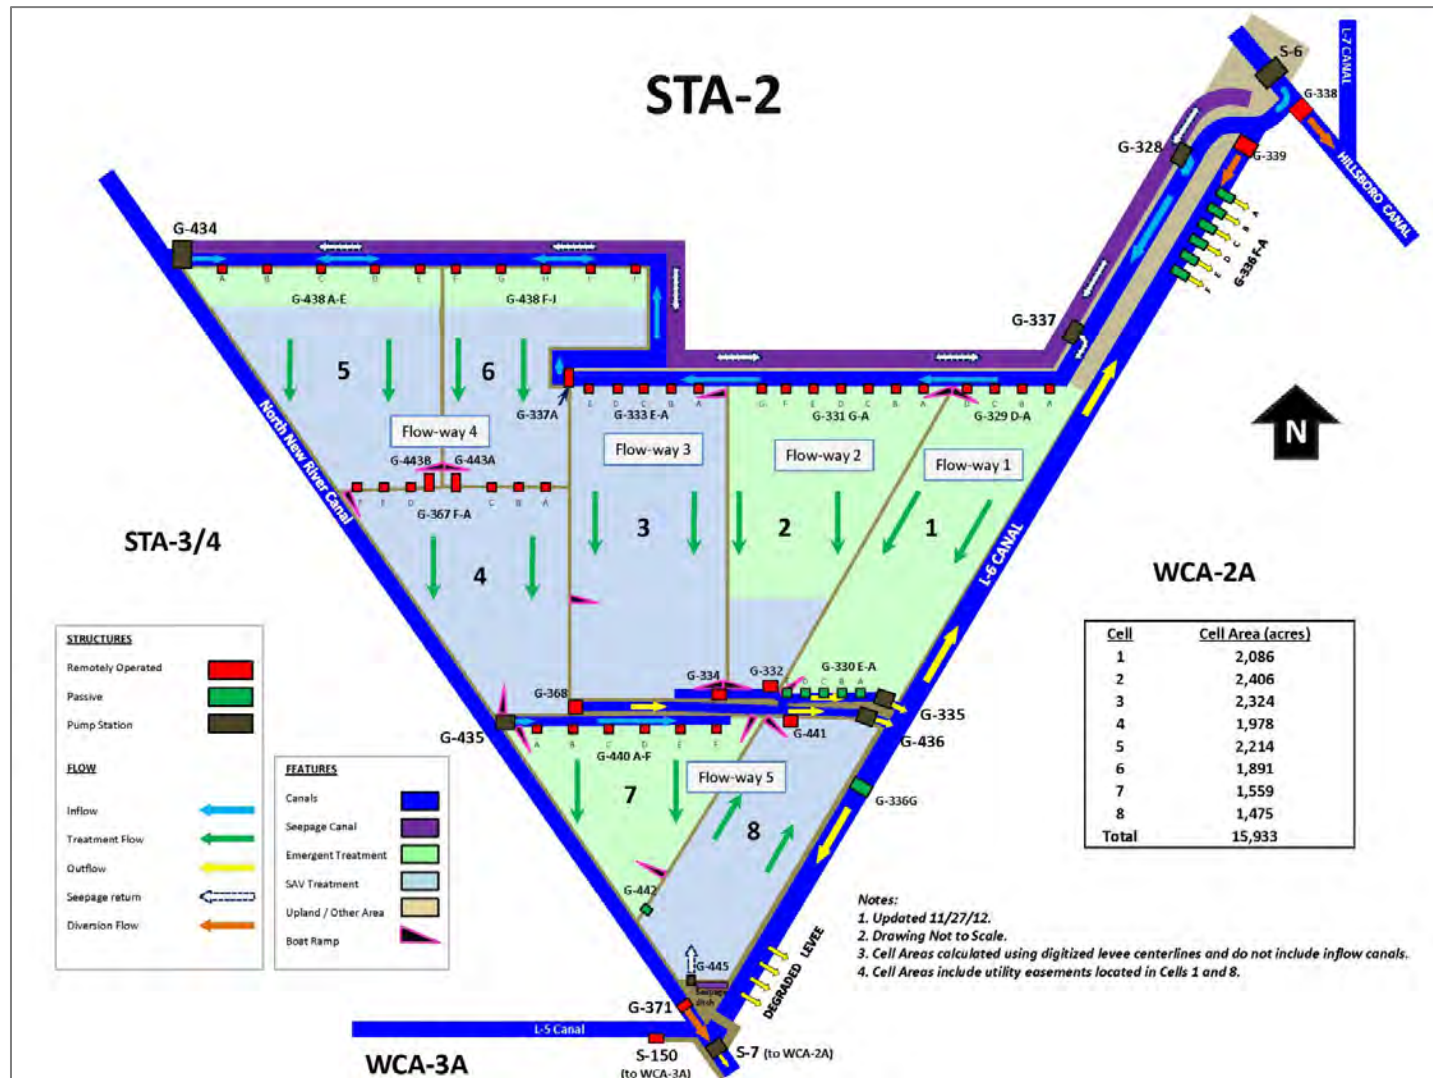 STA-2
S-6
L-7 CANAL
G-338
G-328
G-339
HILLSBORO CANAL
A
B
C
D
E
F
G-336 F-A
G-434
A
B
C
D
E
F
G
H
I
J
G-438 A-E
G-438 F-J
G-337
5
6
G-337A
E
D
C
B
A
G-333 E-A
G
F
E
D
C
B
A
G-331 G-A
D
C
B
A
G-329 D-A
N
Flow-way 4
Flow-way 3
Flow-way 2
Flow-way 1
G-443B
G-443A
F
E
D
C
B
A
G-367 F-A
North New River Canal
STA-3/4
3
2
1
4
L-6 CANAL
WCA-2A
Cell
Cell Area (acres)
1 2,086
2 2,406
3 2,324
4 1,978
5 2,214
6 1,891
7 1,559
8 1,475
Total 15,933
STRUCTURES
Remotely Operated
Passive
Pump Station
FLOW
Inflow
Treatment Flow
Outflow
Seepage return
Diversion Flow
FEATURES
Canals
Seepage Canal
Emergent Treatment
SAV Treatment
Upland / Other Area
Boat Ramp
G-368
G-334
G-332
G-330 E-A
D
C
B
A
G-335
G-436
G-441
G-435
A
B
C
D
E
F
G-440 A-F
Flow-way 5
7
8
G-336G
G-442
G-445
Seepage
ditch
DEGRADED LEVEE
Notes:
1. Updated 11/27/12.
2. Drawing Not to Scale.
3. Cell Areas calculated using digitized levee centerlines and do not include inflow canals.
4. Cell Areas include utility easements located in Cells 1 and 8.
G-371
L-5 Canal
WCA-3A
S-150
(to WCA-3A)
S-7 (to WCA-2A)